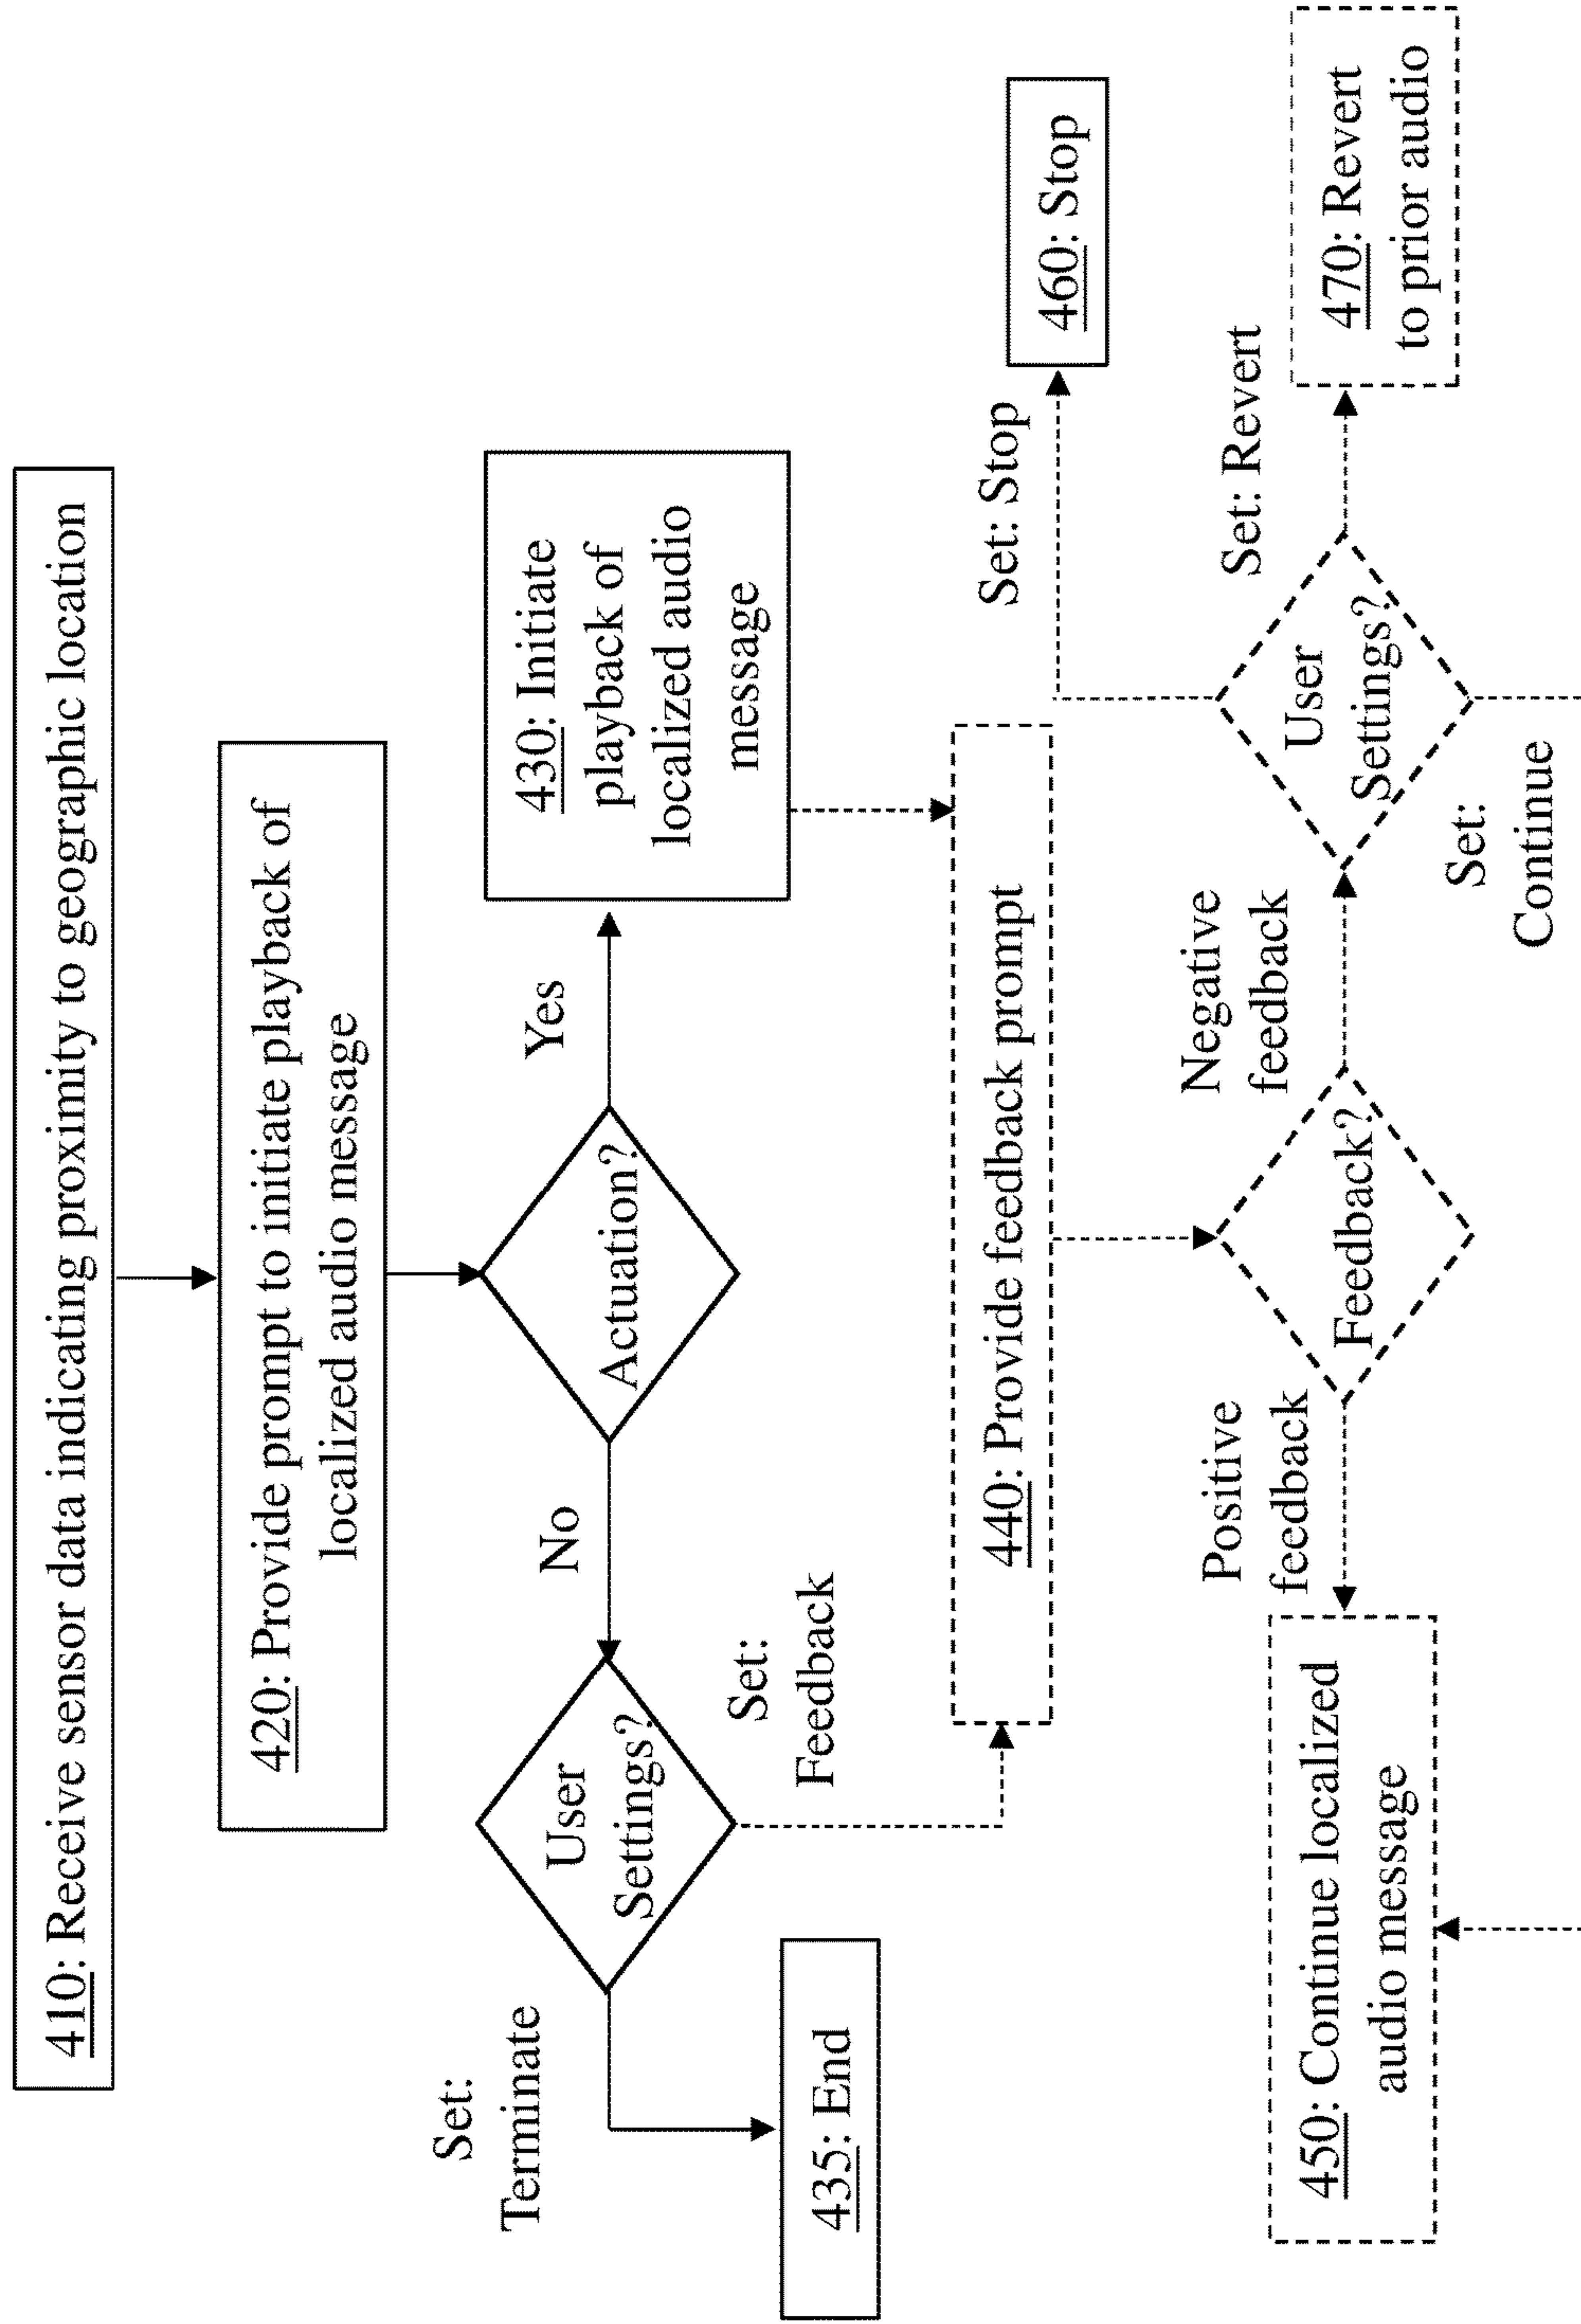 410: Receive sensor data indicating proximity to geographic location
420: Provide prompt to initiate playback of
localized audio message
Actuation?
Yes
No
430: Initiate
playback of
localized audio
message
User
Settings?
Set:
Terminate
Set:
Feedback
435: End
440: Provide feedback prompt
Feedback?
Positive
feedback
Negative
feedback
450: Continue localized
audio message
User
Settings?
Set: Stop
460: Stop
Set: Revert
470: Revert
to prior audio
Set:
Continue